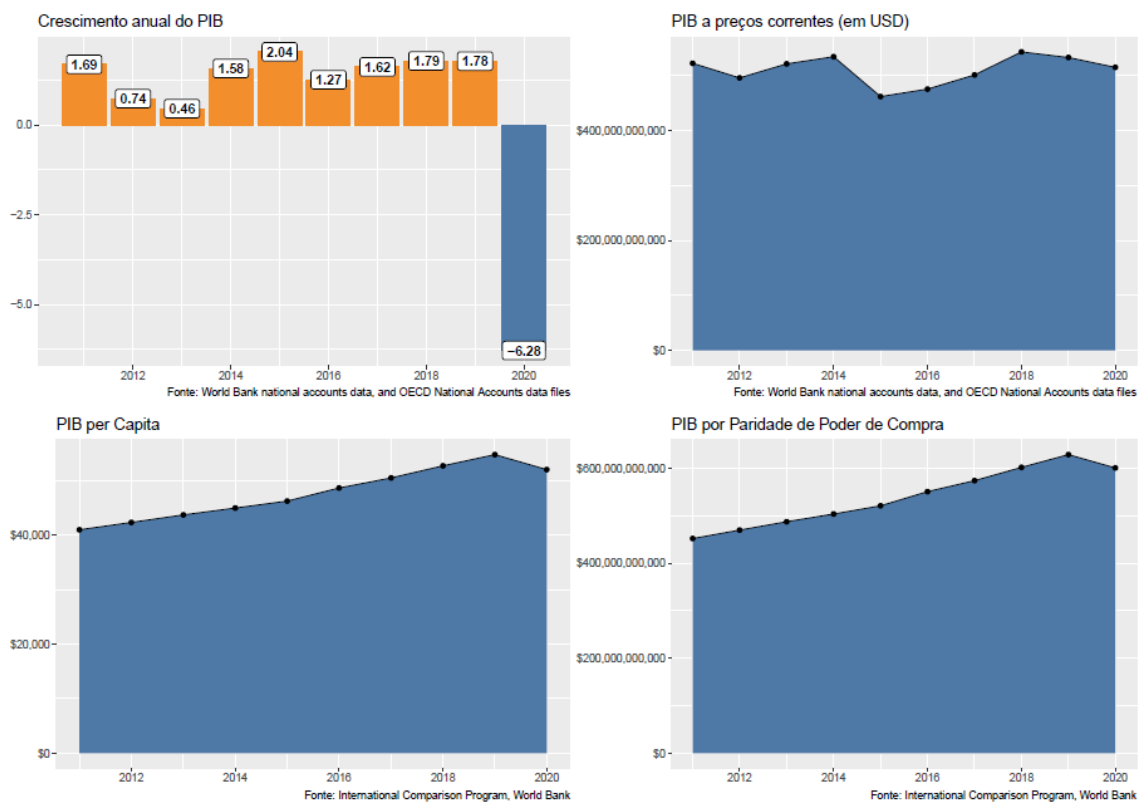 Crescimento anual do PIB
1.69
0.74
0.46
1.58
2.04
1.27
1.62
1.79
1.78
−6.28
0.0
−2.5
−5.0
2012 2014 2016 2018 2020
Fonte: World Bank national accounts data, and OECD National Accounts data files
PIB a preços correntes (em USD)
$400,000,000,000
$200,000,000,000
$0
2012 2014 2016 2018 2020
Fonte: World Bank national accounts data, and OECD National Accounts data files
PIB per Capita
$40,000
$20,000
$0
2012 2014 2016 2018 2020
Fonte: International Comparison Program, World Bank
PIB por Paridade de Poder de Compra
$600,000,000,000
$400,000,000,000
$200,000,000,000
$0
2012 2014 2016 2018 2020
Fonte: International Comparison Program, World Bank